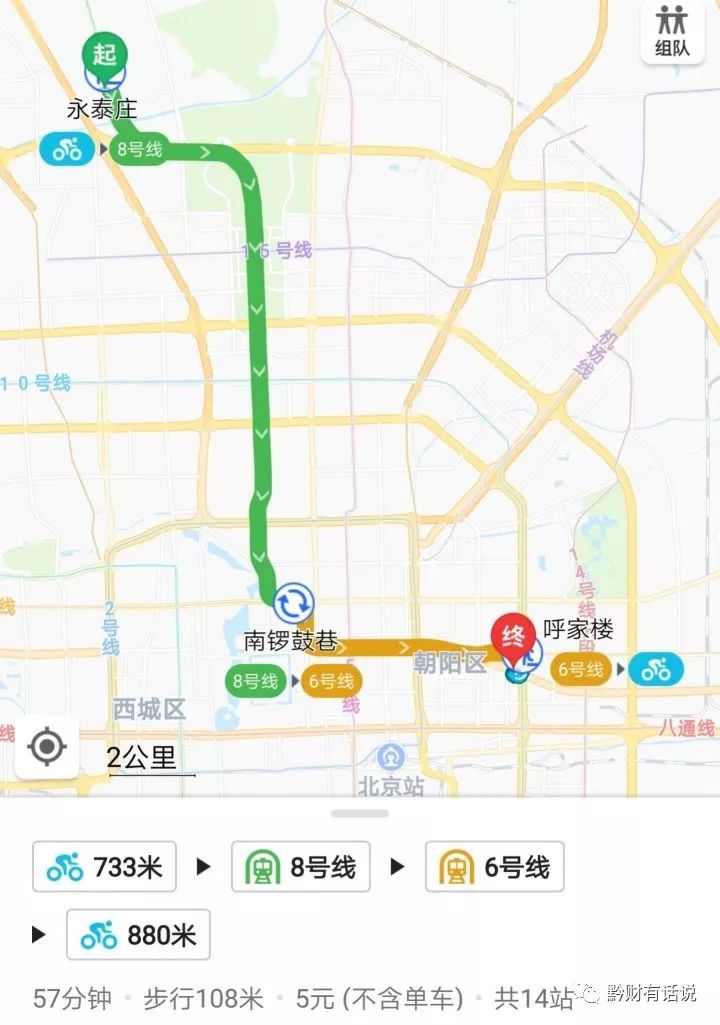 组队
起
永泰庄
8号线
15号线
机场线
10号线
14号线
段
线
2号线
南锣鼓巷
终
呼家楼
朝阳区
8号线
6号线
5
线
6号线
西城区
线
八通线
2公里
北京站
733米
8号线
6号线
880米
57分钟 · 步行108米 · 5元 (不含单车) · 共14站
黔财有话说